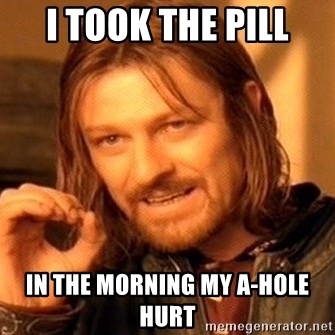 I TOOK THE PILL
IN THE MORNING MY A-HOLE
HURT
memegenerator.net